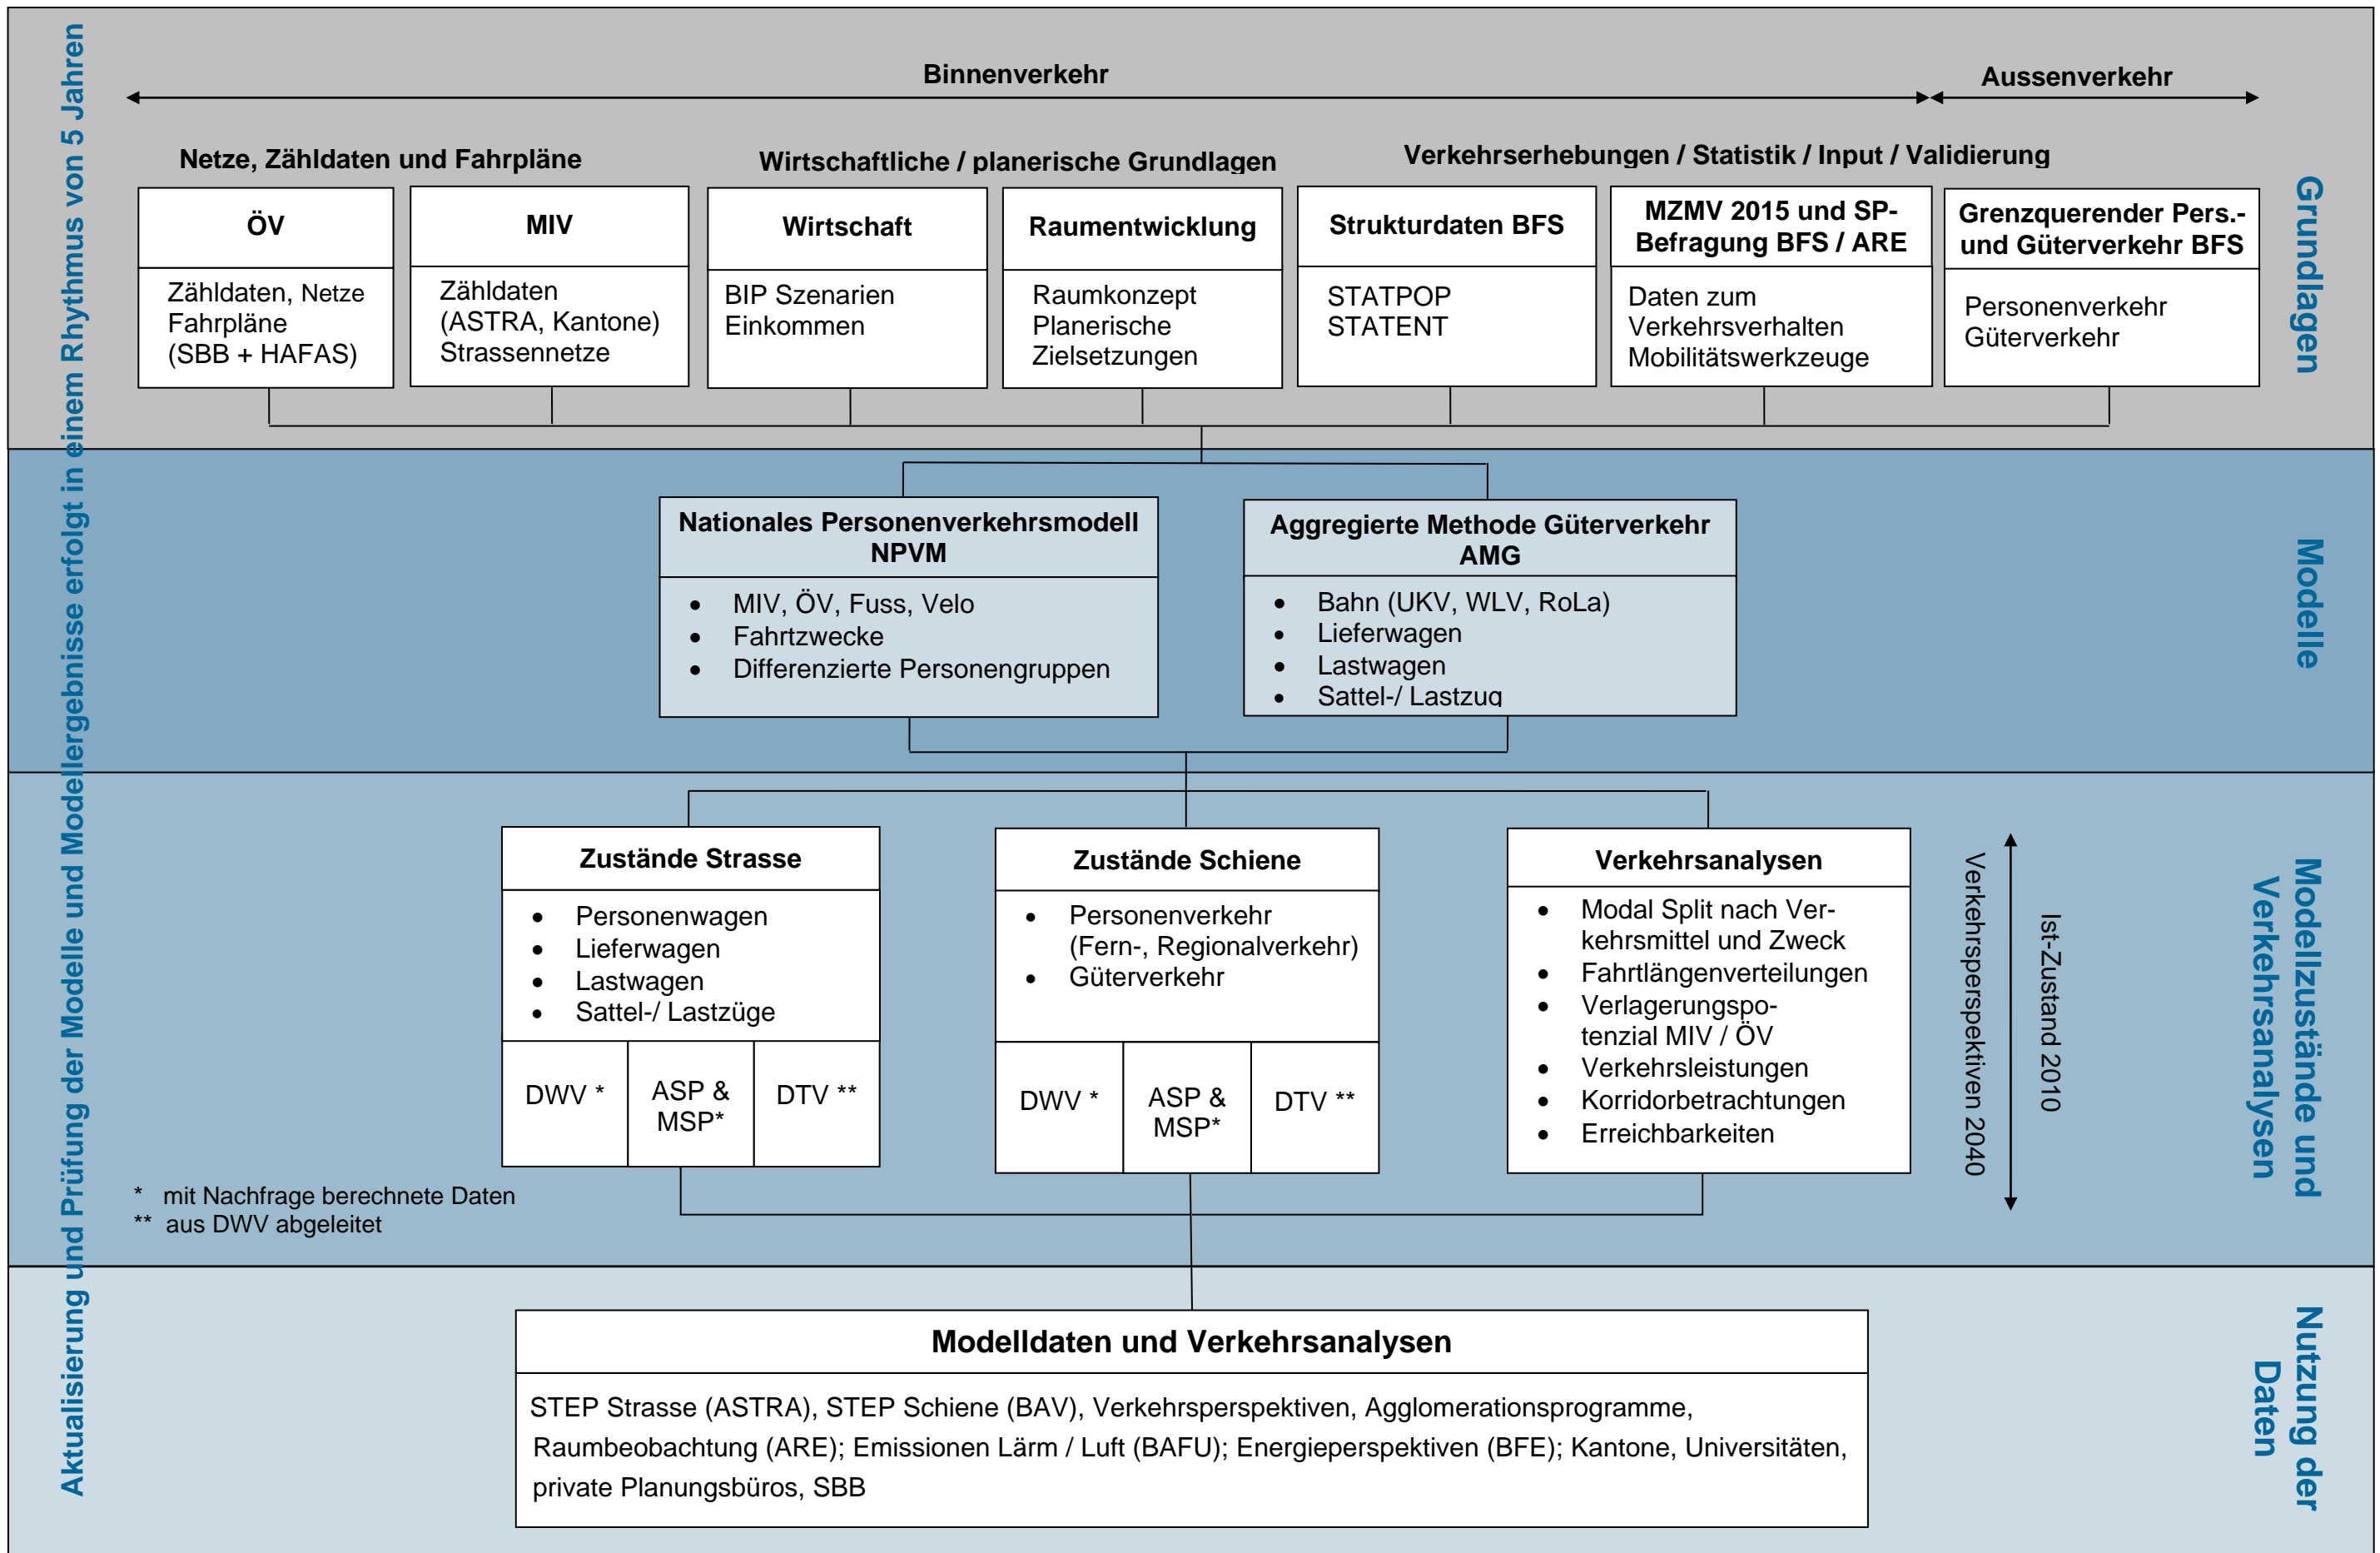 Aktualisierung und Prüfung der Modelle und Modellergebnisse erfolgt in einem Rhythmus von 5 Jahren
Binnenverkehr
Aussenverkehr
Netze, Zähldaten und Fahrpläne
Wirtschaftliche / planerische Grundlagen
Verkehrserhebungen / Statistik / Input / Validierung
ÖV
Zähldaten, Netze
Fahrpläne
(SBB + HAFAS)
MIV
Zähldaten
(ASTRA, Kantone)
Strassennetze
Wirtschaft
BIP Szenarien
Einkommen
Raumentwicklung
Raumkonzept
Planerische
Zielsetzungen
Strukturdaten BFS
STATPOP
STATENT
MZMV 2015 und SP-
Befragung BFS / ARE
Daten zum
Verkehrsverhalten
Mobilitätswerkzeuge
Grenzquerender Pers.-
und Güterverkehr BFS
Personenverkehr
Güterverkehr
Grundlagen
Nationales Personenverkehrsmodell
NPVM
• MIV, ÖV, Fuss, Velo
• Fahrtzwecke
• Differenzierte Personengruppen
Aggregierte Methode Güterverkehr
AMG
• Bahn (UKV, WLV, RoLa)
• Lieferwagen
• Lastwagen
• Sattel-/ Lastzug
Modelle
Zustände Strasse
• Personenwagen
• Lieferwagen
• Lastwagen
• Sattel-/ Lastzüge
DWV *
ASP &
MSP*
DTV **
Zustände Schiene
• Personenverkehr
(Fern-, Regionalverkehr)
• Güterverkehr
DWV *
ASP &
MSP*
DTV **
Verkehrsanalysen
• Modal Split nach Ver-
kehrsmittel und Zweck
• Fahrtlängenverteilungen
• Verlagerungspo-
tenzial MIV / ÖV
• Verkehrsleistungen
• Korridorbetrachtungen
• Erreichbarkeiten
Ist-Zustand 2010
Verkehrsperspektiven 2040
Modellzustände und
Verkehrsanalysen
* mit Nachfrage berechnete Daten
** aus DWV abgeleitet
Modelldaten und Verkehrsanalysen
STEP Strasse (ASTRA), STEP Schiene (BAV), Verkehrsperspektiven, Agglomerationsprogramme,
Raumbeobachtung (ARE); Emissionen Lärm / Luft (BAFU); Energieperspektiven (BFE); Kantone, Universitäten,
private Planungsbüros, SBB
Nutzung der
Daten